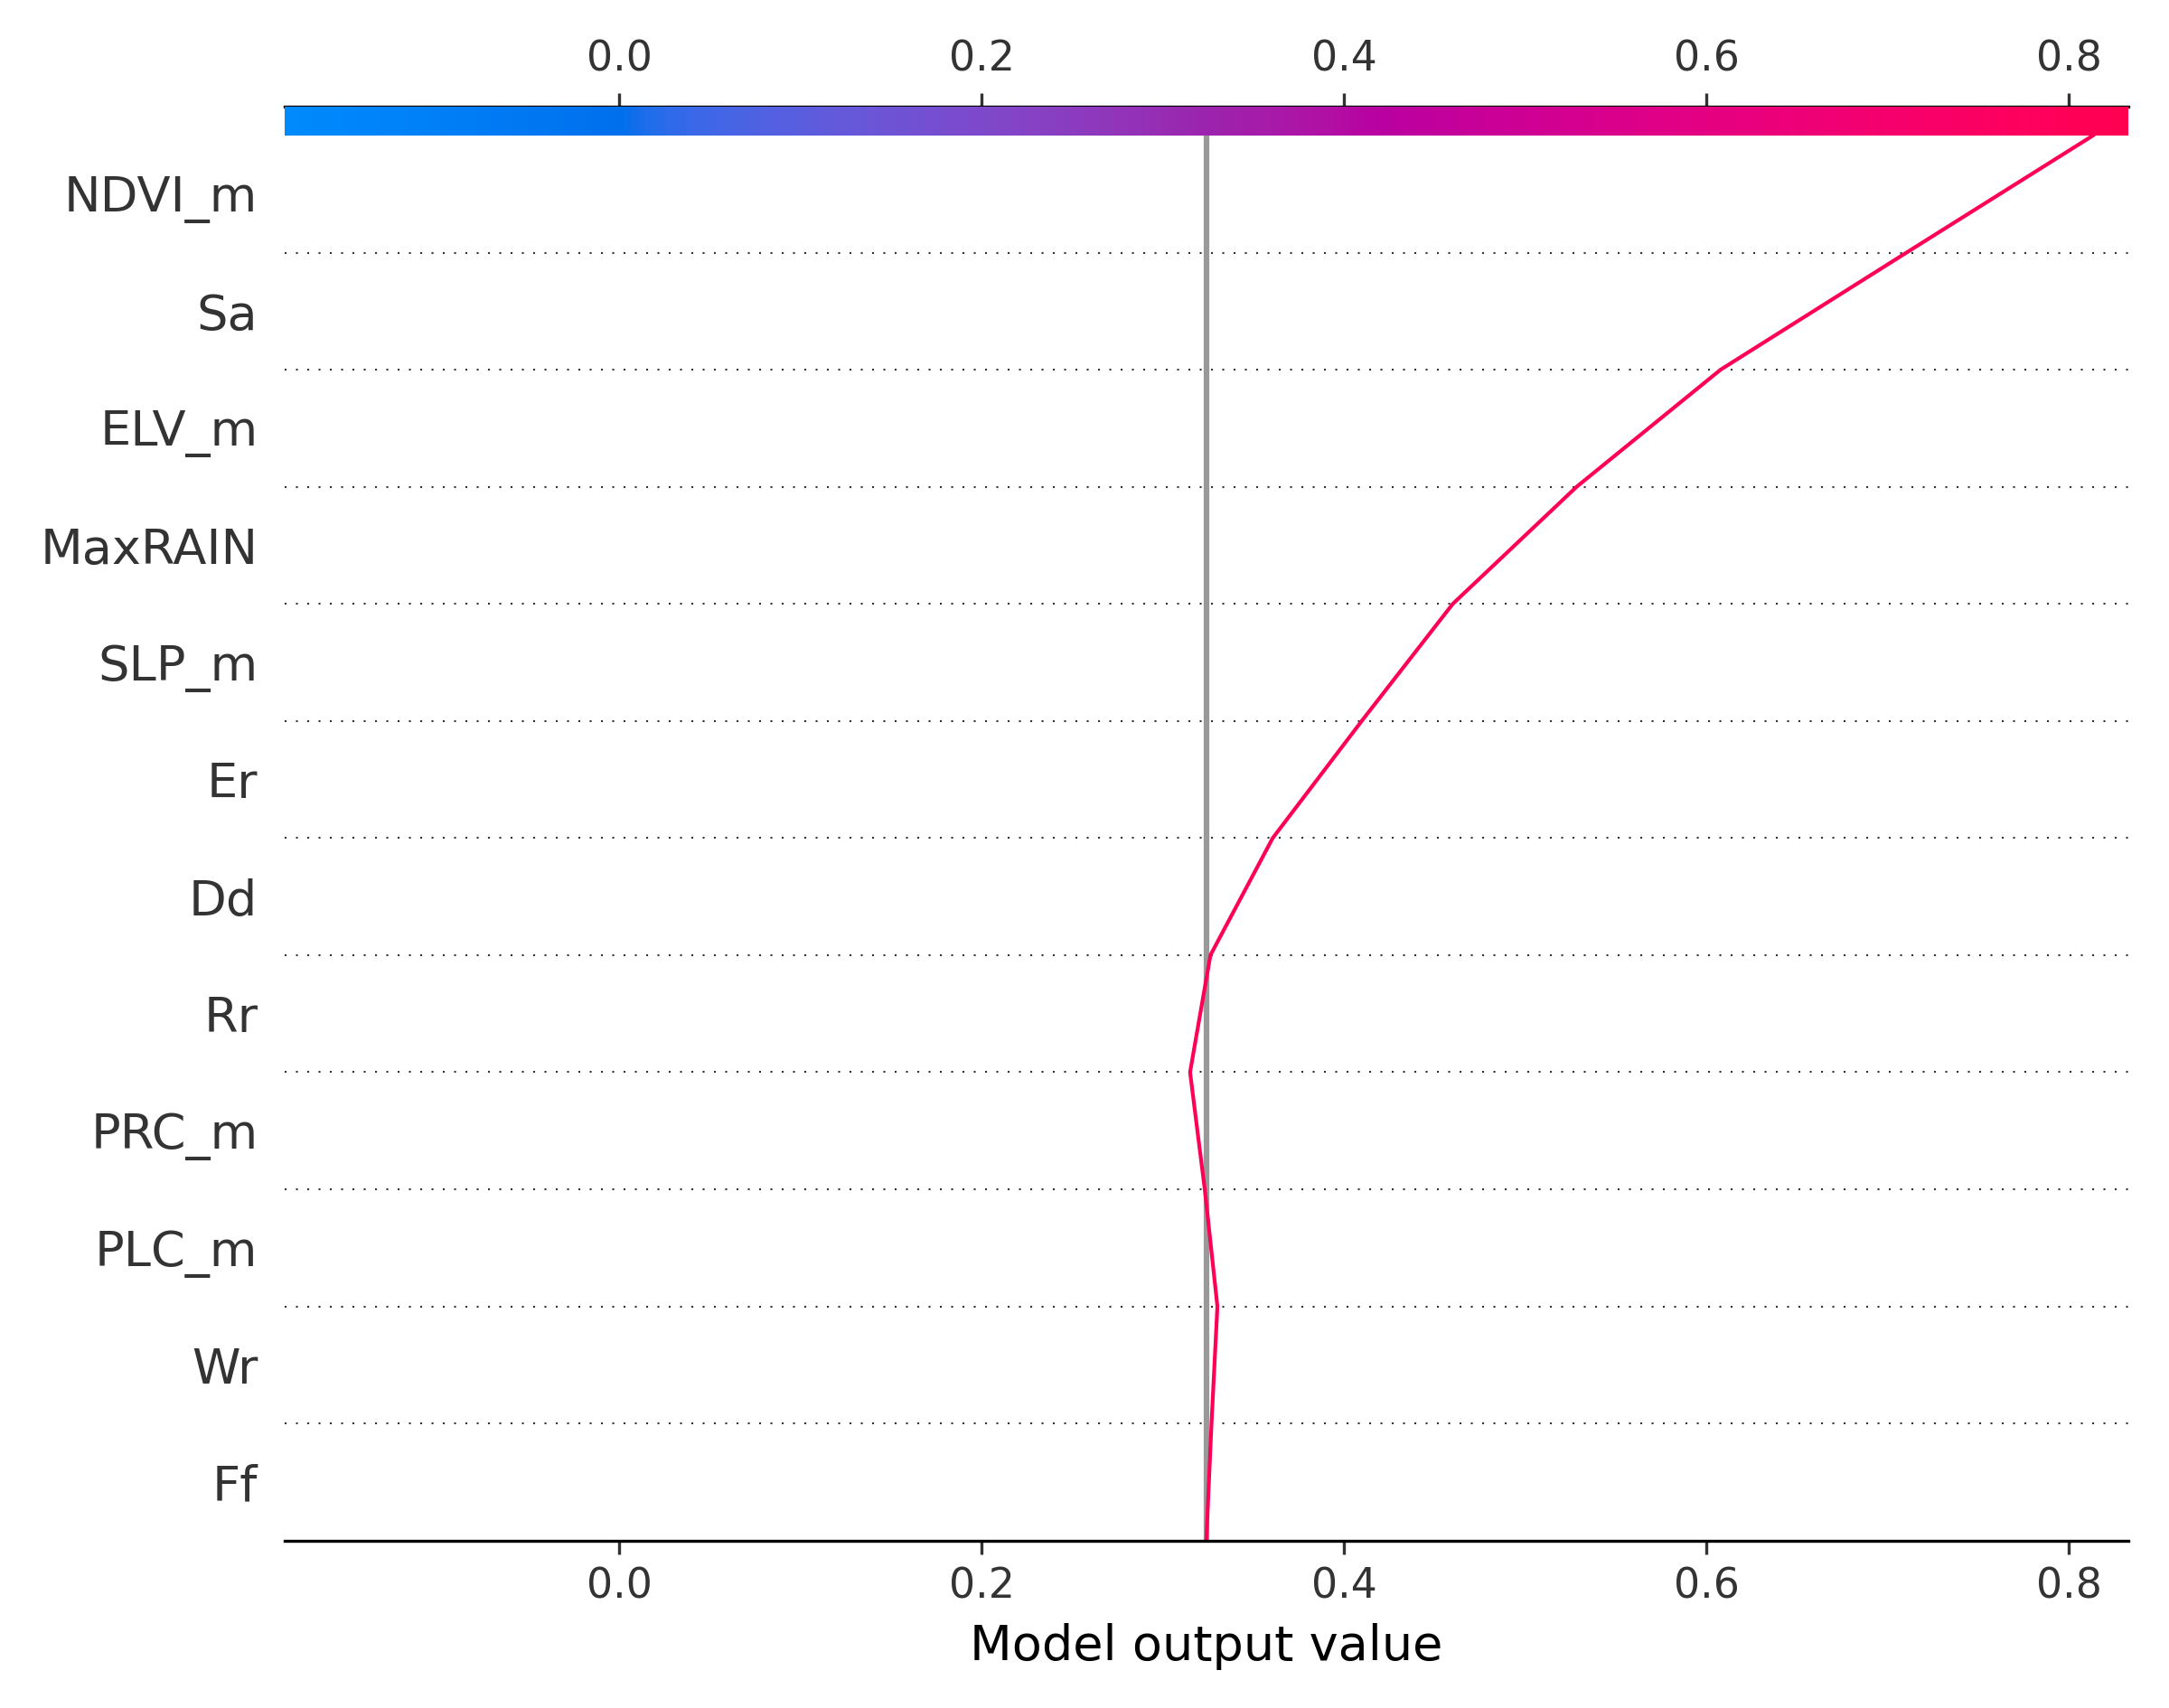 0.0 0.2 0.4 0.6 0.8
NDVI_m
Sa
ELV_m
MaxRAIN
SLP_m
Er
Dd
Rr
PRC_m
PLC_m
Wr
Ff
0.0 0.2 0.4 0.6 0.8
Model output value